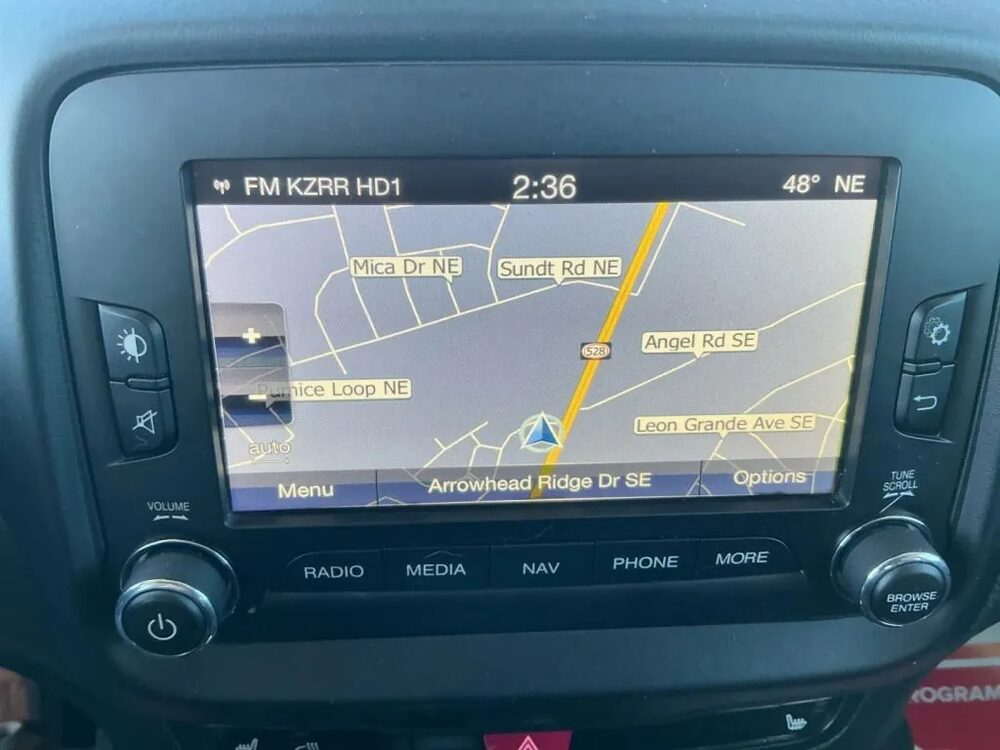 FM KZRR HD1 2:36 48° NE
Mica Dr NE
Sundt Rd NE
+
528
Angel Rd SE
Pumice Loop NE
-
Leon Grande Ave SE
auto
Menu
Arrowhead Ridge Dr SE
Options
VOLUME
TUNE
SCROLL
RADIO
MEDIA
NAV
PHONE
MORE
BROWSE
ENTER
ROGRAM